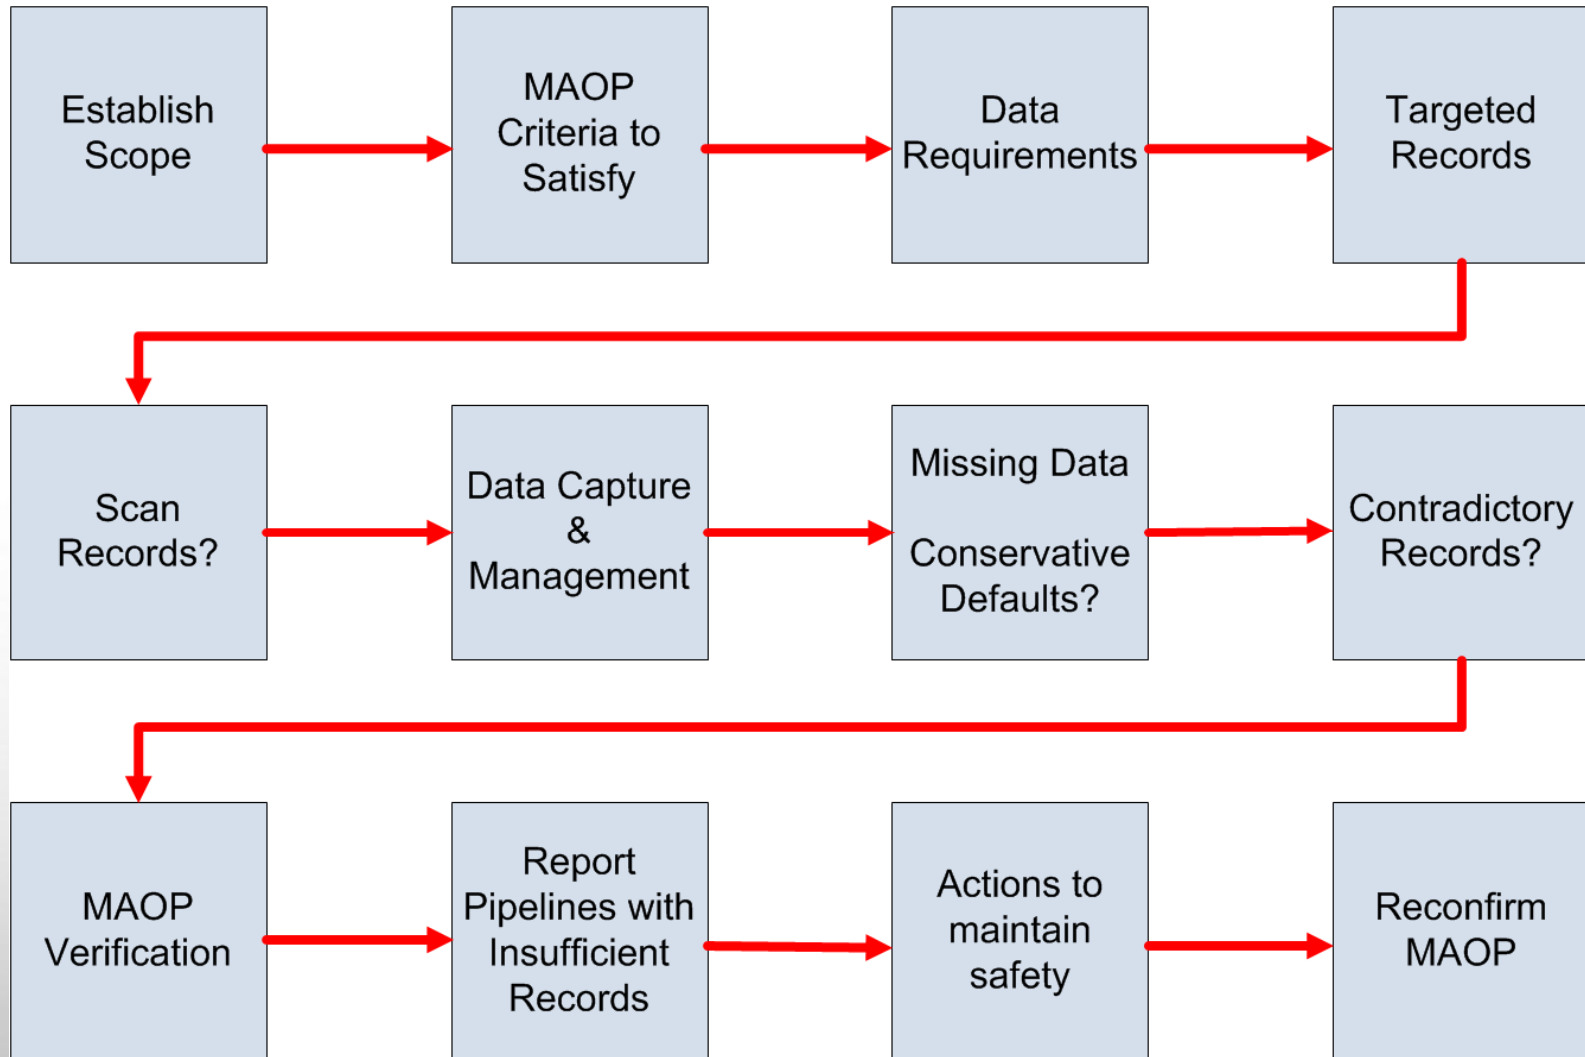 Establish
Scope
MAOP
Criteria to
Satisfy
Data
Requirements
Targeted
Records
Scan
Records?
Data Capture
&
Management
Missing Data
Conservative
Defaults?
Contradictory
Records?
MAOP
Verification
Report
Pipelines with
Insufficient
Records
Actions to
maintain
safety
Reconfirm
MAOP